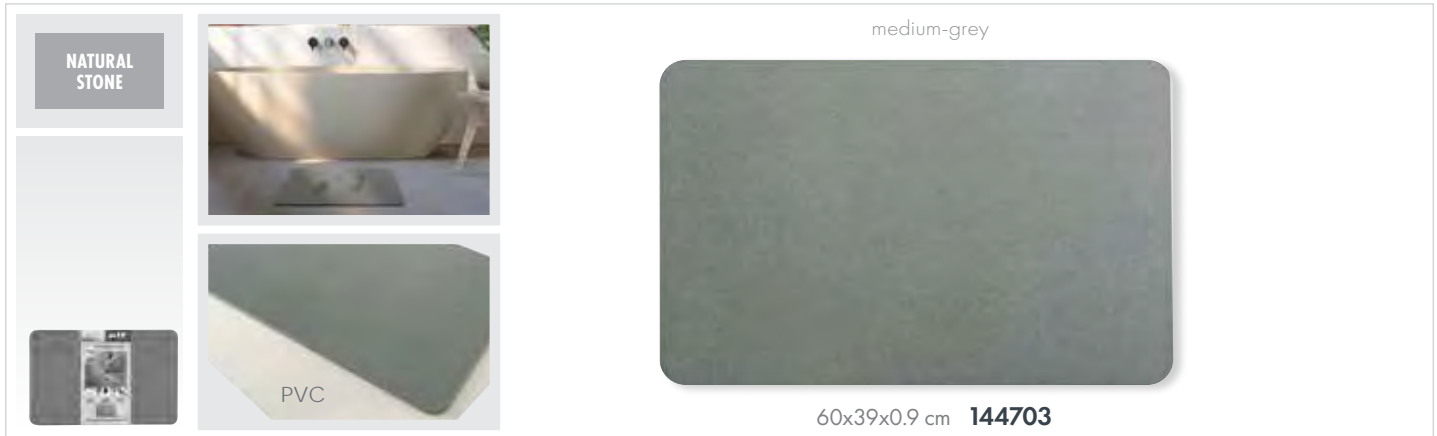 NATURAL
STONE
medium-grey
PVC
60x39x0.9 cm 144703